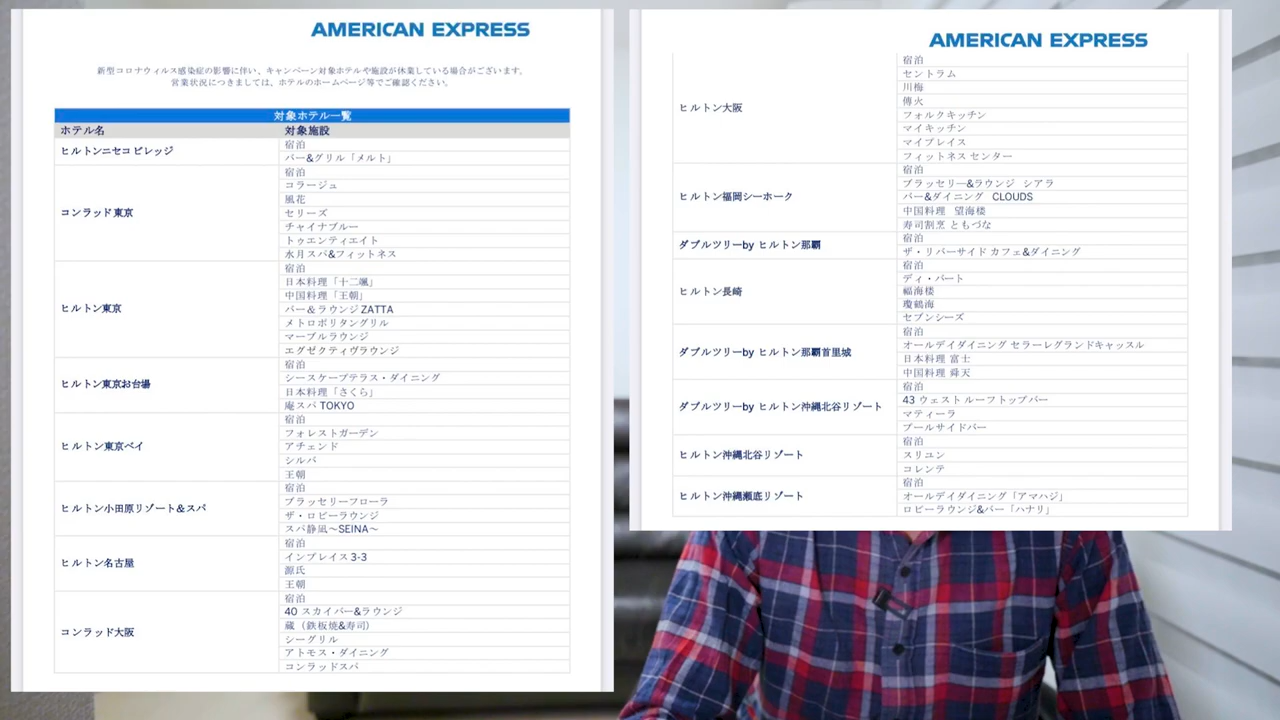 AMERICAN EXPRESS
新型コロナウィルス感染症の影響に伴い、キャンペーン対象ホテルや施設が休業している場合がございます。
営業状況につきましては、ホテルのホームページ等でご確認ください。
対象ホテル一覧
ホテル名 対象施設
ヒルトンニセコビレッジ
宿泊
バー&グリル「メルト」
コンラッド東京
宿泊
コラージュ
風花
セリーズ
チャイナブルー
トゥエンティエイト
水月スパ&フィットネス
ヒルトン東京
宿泊
日本料理「十二颯」
中国料理「王朝」
バー＆ラウンジ ZATTA
メトロポリタングリル
マーブルラウンジ
エグゼクティヴラウンジ
ヒルトン東京お台場
宿泊
シースケープテラス・ダイニング
日本料理「さくら」
庵スパ TOKYO
ヒルトン東京ベイ
宿泊
フォレストガーデン
アチェンド
シルバ
王朝
ヒルトン小田原リゾート＆スパ
宿泊
ブラッセリーフローラ
ザ・ロビーラウンジ
スパ静凪～SEINA～
ヒルトン名古屋
宿泊
インプレイス 3-3
源氏
王朝
コンラッド大阪
宿泊
40 スカイバー&ラウンジ
蔵（鉄板焼&寿司）
シーグリル
アトモス・ダイニング
コンラッドスパ
AMERICAN EXPRESS
ヒルトン大阪
宿泊
セントラム
川梅
傳火
フォルクキッチン
マイキッチン
マイプレイス
フィットネス センター
ヒルトン福岡シーホーク
宿泊
ブラッセリ―&ラウンジ シアラ
バー&ダイニング CLOUDS
中国料理 望海楼
寿司割烹 ともづな
ダブルツリーby ヒルトン那覇
宿泊
ザ・リバーサイド カフェ&ダイニング
ヒルトン長崎
宿泊
ディ・パート
福海楼
瓊鶴海
セブンシーズ
ダブルツリーby ヒルトン那覇首里城
宿泊
オールデイダイニング セラーレグランドキャッスル
日本料理 富士
中国料理 舜天
ダブルツリーby ヒルトン沖縄北谷リゾート
宿泊
43 ウェスト ルーフトップバー
マティーラ
プールサイドバー
ヒルトン沖縄北谷リゾート
宿泊
スリユン
コレンテ
ヒルトン沖縄瀬底リゾート
宿泊
オールデイダイニング「アマハジ」
ロビーラウンジ&バー「ハナリ」